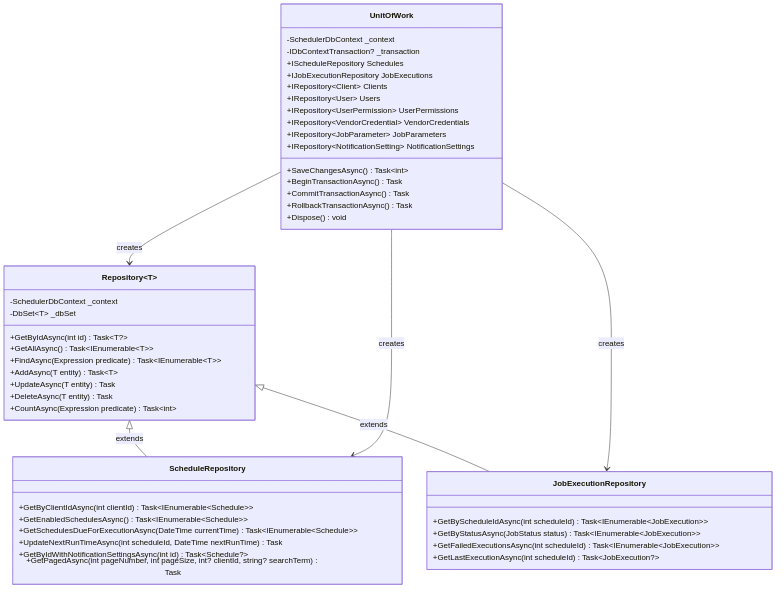 UnitOfWork
-SchedulerDbContext _context
-IDbContextTransaction? _transaction
+IScheduleRepository Schedules
+IJobExecutionRepository JobExecutions
+IRepository<Client> Clients
+IRepository<User> Users
+IRepository<UserPermission> UserPermissions
+IRepository<VendorCredential> VendorCredentials
+IRepository<JobParameter> JobParameters
+IRepository<NotificationSetting> NotificationSettings
+SaveChangesAsync() : Task<int>
+BeginTransactionAsync() : Task
+CommitTransactionAsync() : Task
+RollbackTransactionAsync() : Task
+Dispose() : void
creates
Repository<T>
-SchedulerDbContext _context
-DbSet<T> _dbSet
+GetByIdAsync(int id) : Task<T?>
+GetAllAsync() : Task<IEnumerable<T>>
+FindAsync(Expression predicate) : Task<IEnumerable<T>>
+AddAsync(T entity) : Task<T>
+UpdateAsync(T entity) : Task
+DeleteAsync(T entity) : Task
+CountAsync(Expression predicate) : Task<int>
creates
creates
extends
extends
ScheduleRepository
+GetByClientIdAsync(int clientId) : Task<IEnumerable<Schedule>>
+GetEnabledSchedulesAsync() : Task<IEnumerable<Schedule>>
+GetSchedulesDueForExecutionAsync(DateTime currentTime) : Task<IEnumerable<Schedule>>
+UpdateNextRunTimeAsync(int scheduleId, DateTime nextRunTime) : Task
+GetByIdWithNotificationSettingsAsync(int id) : Task<Schedule?>
+GetPagedAsync(int pageNumber, int pageSize, int? clientId, string? searchTerm) :
Task
JobExecutionRepository
+GetByScheduleIdAsync(int scheduleId) : Task<IEnumerable<JobExecution>>
+GetByStatusAsync(JobStatus status) : Task<IEnumerable<JobExecution>>
+GetFailedExecutionsAsync(int scheduleId) : Task<IEnumerable<JobExecution>>
+GetLastExecutionAsync(int scheduleId) : Task<JobExecution?>